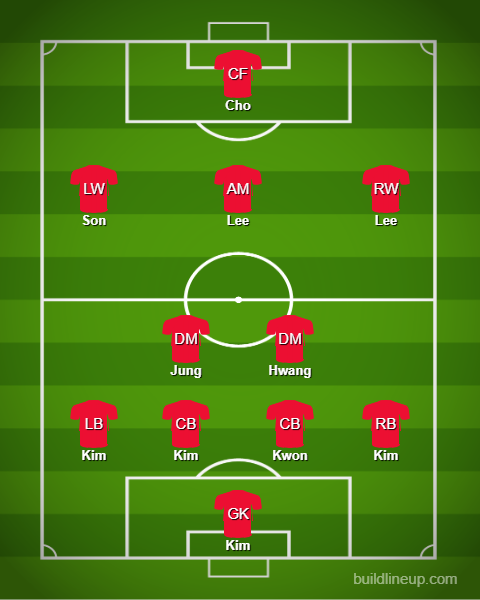 CF
Cho
LW
Son
AM
Lee
RW
Lee
DM
Jung
DM
Hwang
LB
Kim
CB
Kim
CB
Kwon
RB
Kim
GK
Kim
buildlineup.com